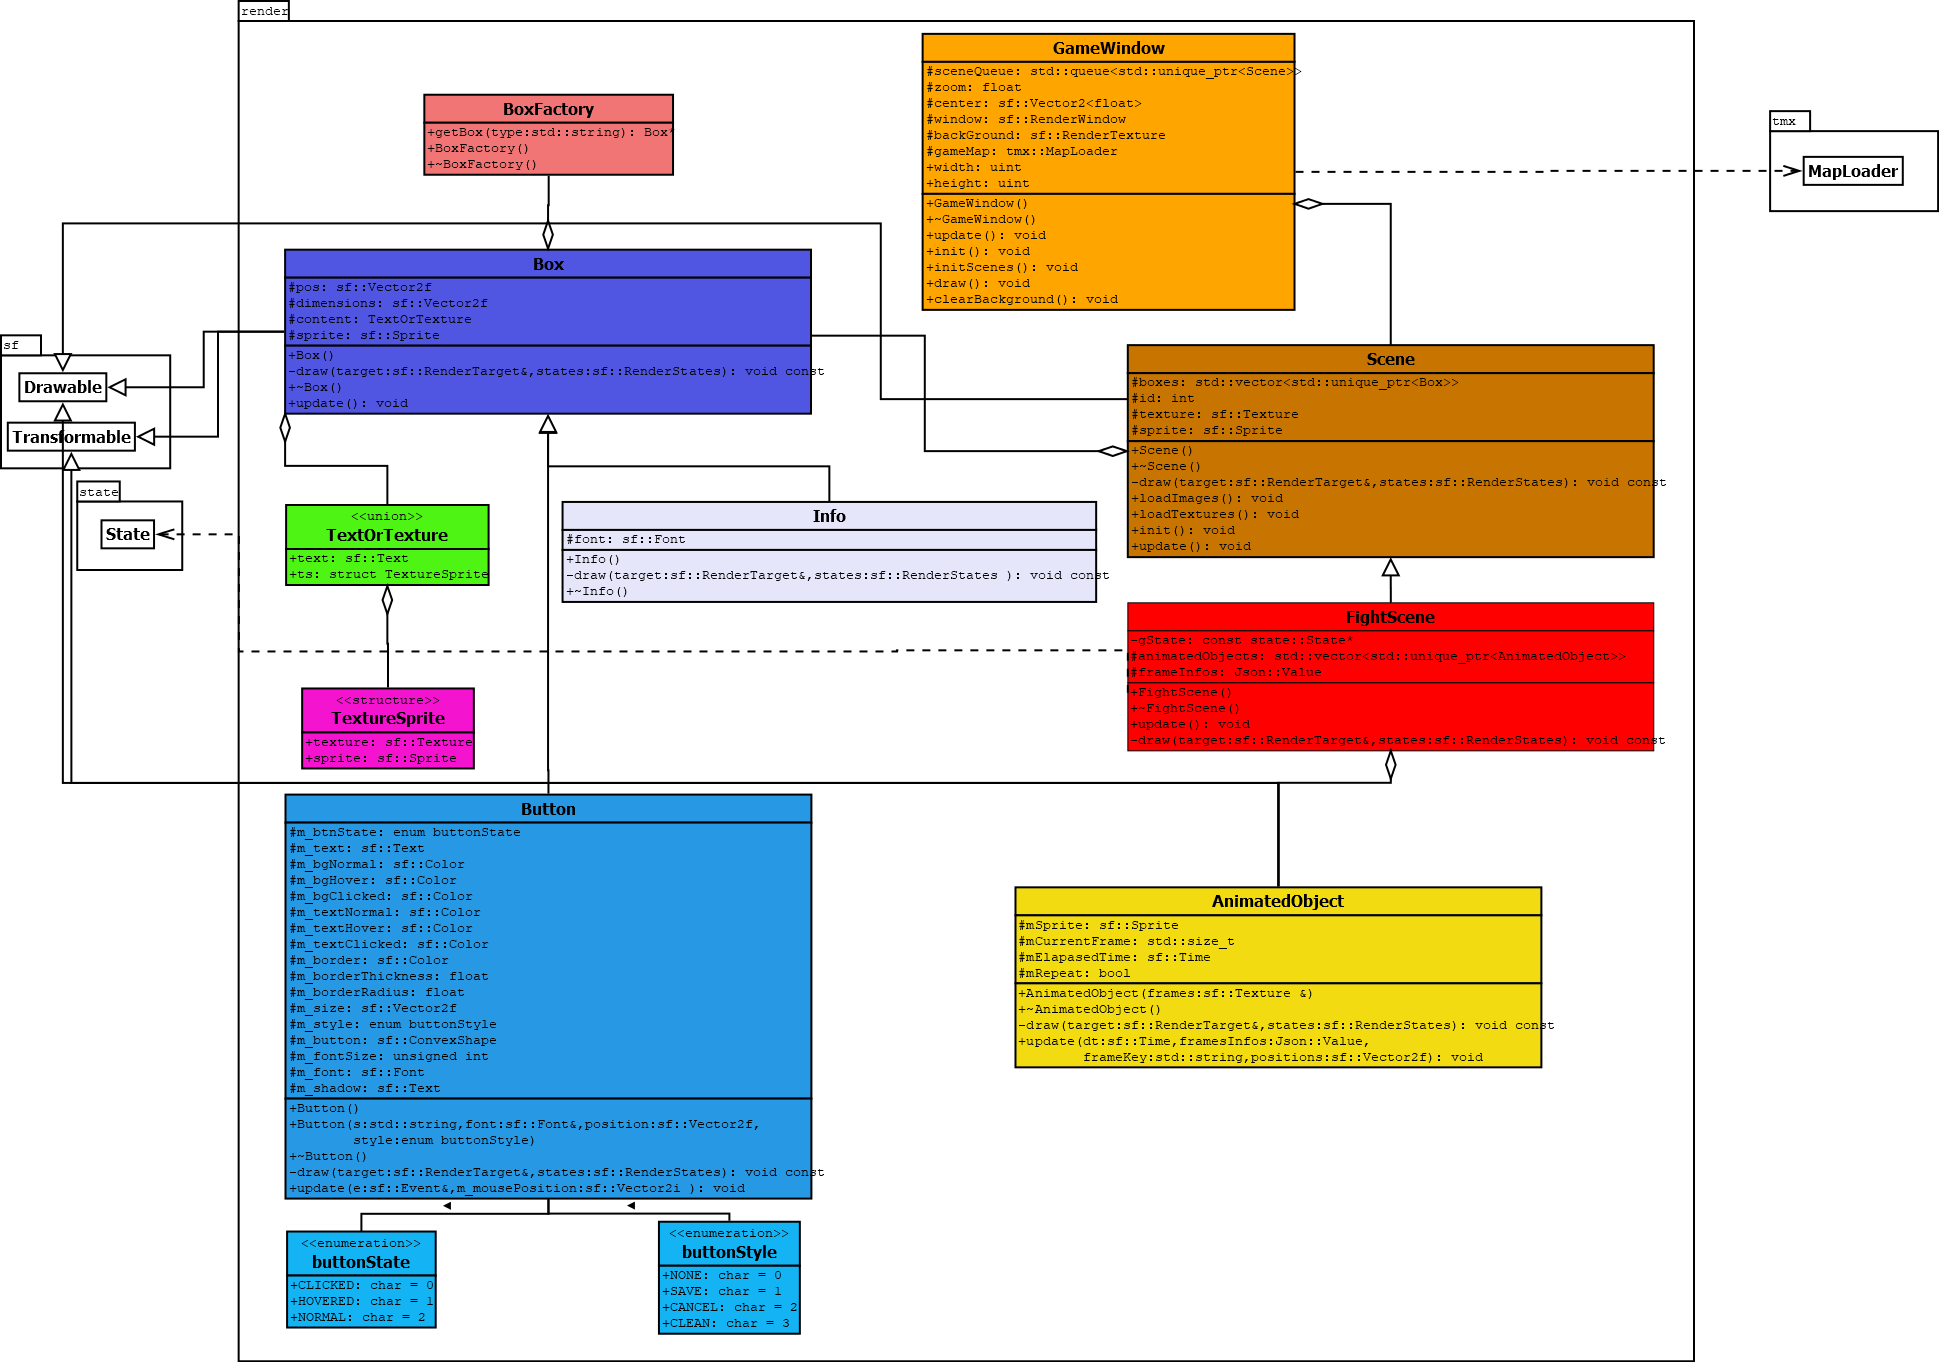 render
GameWindow
#sceneQueue: std::queue<std::unique_ptr<Scene>>
#zoom: float
#center: sf::Vector2<float>
#window: sf::RenderWindow
#backGround: sf::RenderTexture
#gameMap: tmx::MapLoader
+width: uint
+height: uint
+GameWindow()
+~GameWindow()
+update(): void
+init(): void
+initScenes(): void
+draw(): void
+clearBackground(): void
BoxFactory
+getBox(type:std::string): Box*
+BoxFactory()
+~BoxFactory()
tmx
MapLoader
Box
#pos: sf::Vector2f
#dimensions: sf::Vector2f
#content: TextOrTexture
#sprite: sf::Sprite
+Box()
-draw(target:sf::RenderTarget&,states:sf::RenderStates): void const
+~Box()
+update(): void
sf
Drawable
Transformable
state
State
Scene
#boxes: std::vector<std::unique_ptr<Box>>
#id: int
#texture: sf::Texture
#sprite: sf::Sprite
+Scene()
+~Scene()
-draw(target:sf::RenderTarget&,states:sf::RenderStates): void const
+loadImages(): void
+loadTextures(): void
+init(): void
+update(): void
<<union>>
TextOrTexture
+text: sf::Text
+ts: struct TextureSprite
Info
#font: sf::Font
+Info()
-draw(target:sf::RenderTarget&,states:sf::RenderStates ): void const
+~Info()
FightScene
-gState: const state::State*
#animatedObjects: std::vector<std::unique_ptr<AnimatedObject>>
#frameInfos: Json::Value
+FightScene()
+~FightScene()
+update(): void
-draw(target:sf::RenderTarget&,states:sf::RenderStates): void const
<<structure>>
TextureSprite
+texture: sf::Texture
+sprite: sf::Sprite
Button
#m_btnState: enum buttonState
#m_text: sf::Text
#m_bgNormal: sf::Color
#m_bgHover: sf::Color
#m_bgClicked: sf::Color
#m_textNormal: sf::Color
#m_textHover: sf::Color
#m_textClicked: sf::Color
#m_border: sf::Color
#m_borderThickness: float
#m_borderRadius: float
#m_size: sf::Vector2f
#m_style: enum buttonStyle
#m_button: sf::ConvexShape
#m_fontSize: unsigned int
#m_font: sf::Font
#m_shadow: sf::Text
+Button()
+Button(s:std::string,font:sf::Font&,position:sf::Vector2f,
style:enum buttonStyle)
+~Button()
-draw(target:sf::RenderTarget&,states:sf::RenderStates): void const
+update(e:sf::Event&,m_mousePosition:sf::Vector2i ): void
AnimatedObject
#mSprite: sf::Sprite
#mCurrentFrame: std::size_t
#mElapasedTime: sf::Time
#mRepeat: bool
+AnimatedObject(frames:sf::Texture &)
+~AnimatedObject()
-draw(target:sf::RenderTarget&,states:sf::RenderStates): void const
+update(dt:sf::Time,framesInfos:Json::Value,
frameKey:std::string,positions:sf::Vector2f): void
<<enumeration>>
buttonState
+CLICKED: char = 0
+HOVERED: char = 1
+NORMAL: char = 2
<<enumeration>>
buttonStyle
+NONE: char = 0
+SAVE: char = 1
+CANCEL: char = 2
+CLEAN: char = 3